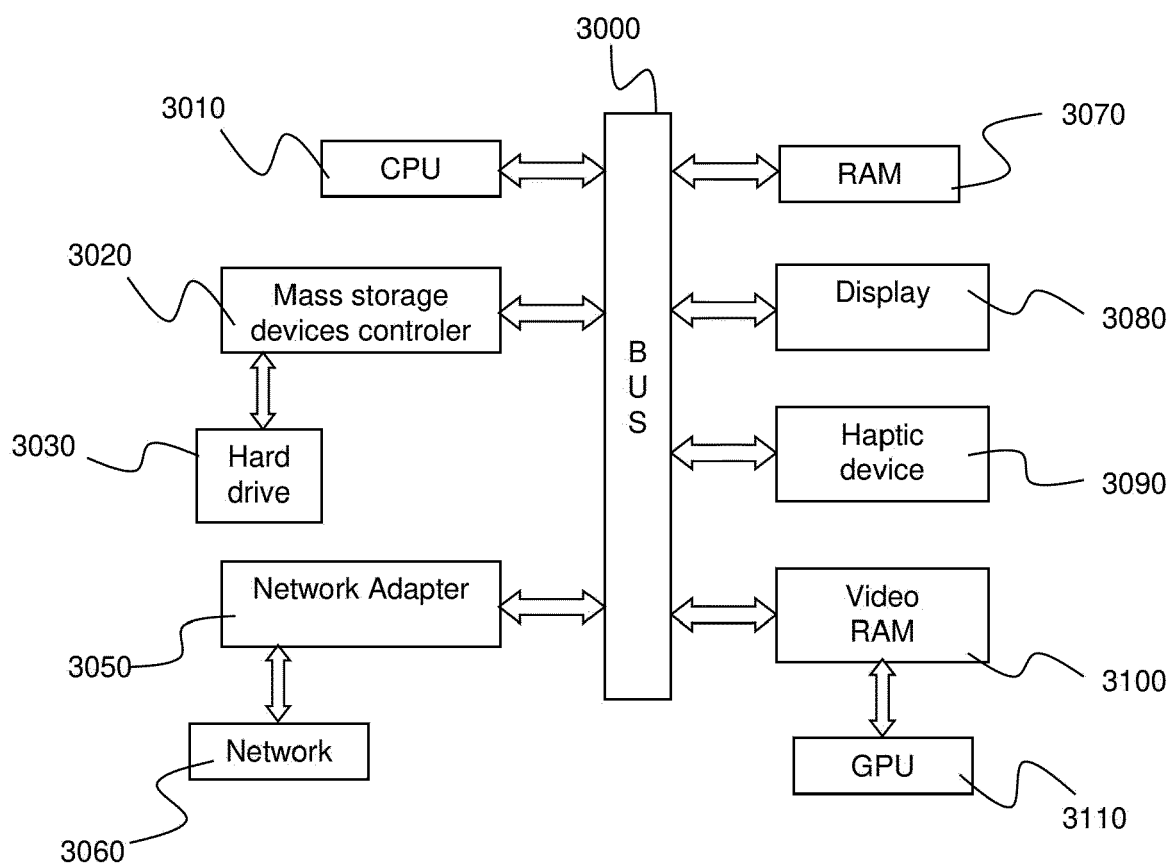 3000
3010
CPU
RAM
3070
3020
Mass storage
devices controler
Display
3080
B
U
S
3030
Hard
drive
Haptic
device
3090
Network Adapter
3050
Video
RAM
3100
Network
3060
GPU
3110